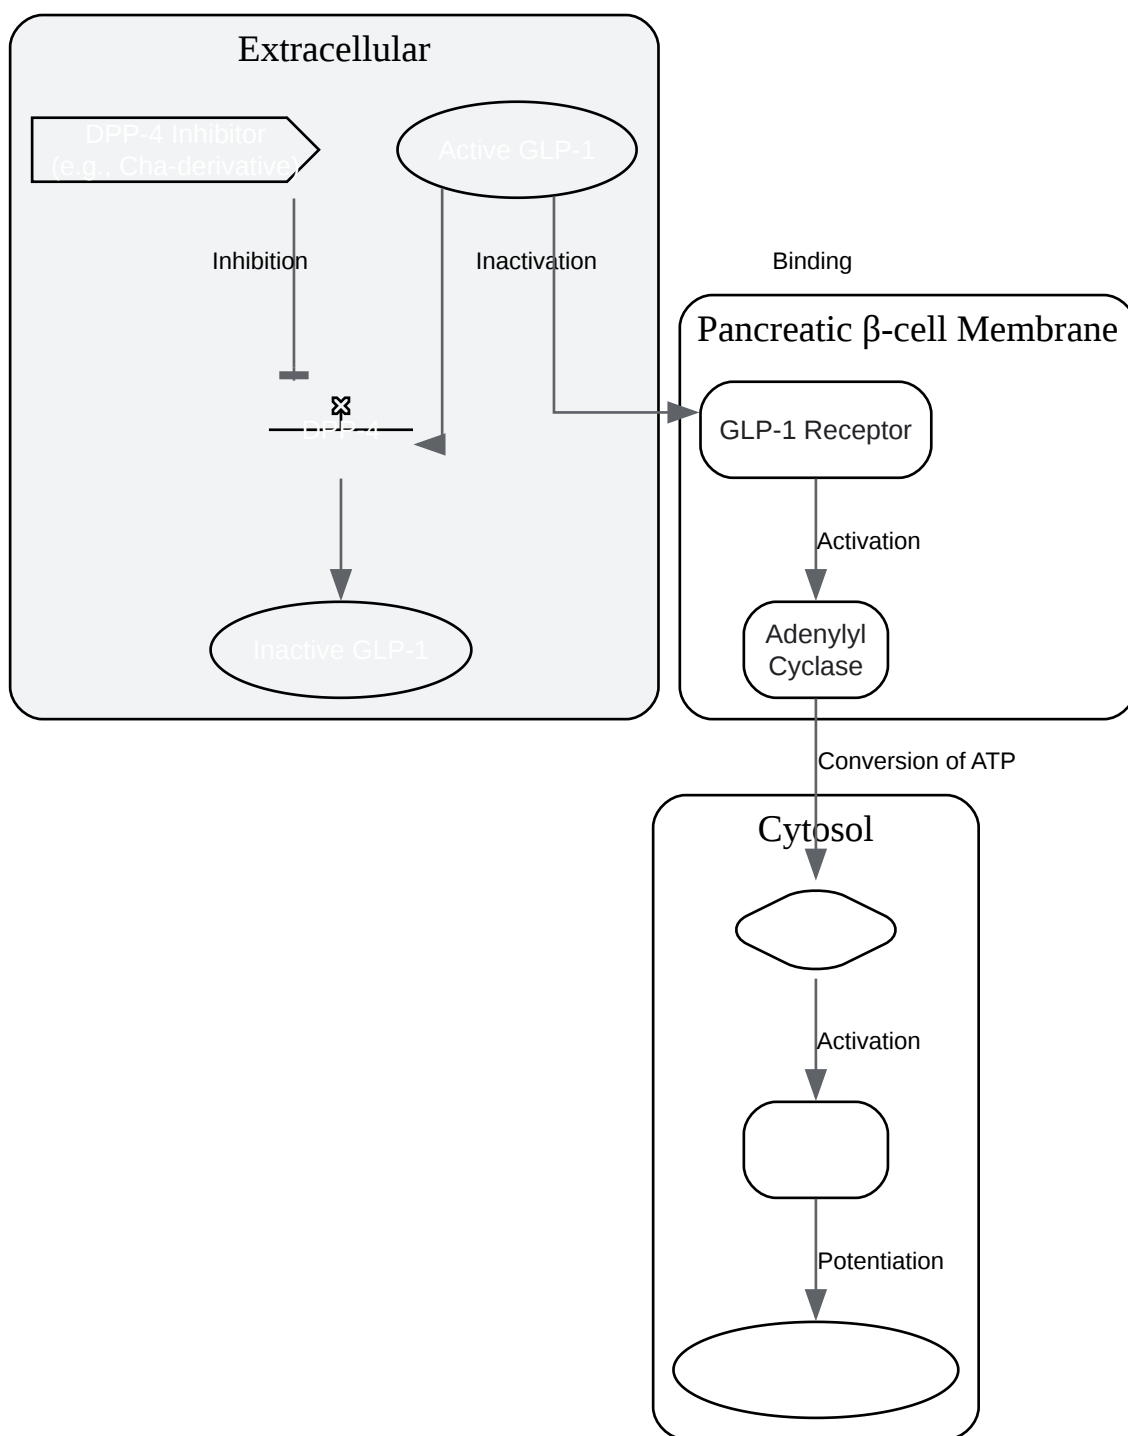 Extracellular
DPP-4 Inhibitor
(e.g., Cha-derivative)
Active GLP-1
Inhibition
Inactivation
Binding
Pancreatic β-cell Membrane
DPP-4
GLP-1 Receptor
Activation
Adenylyl
Cyclase
Inactive GLP-1
Conversion of ATP
Cytosol
Activation
Potentiation